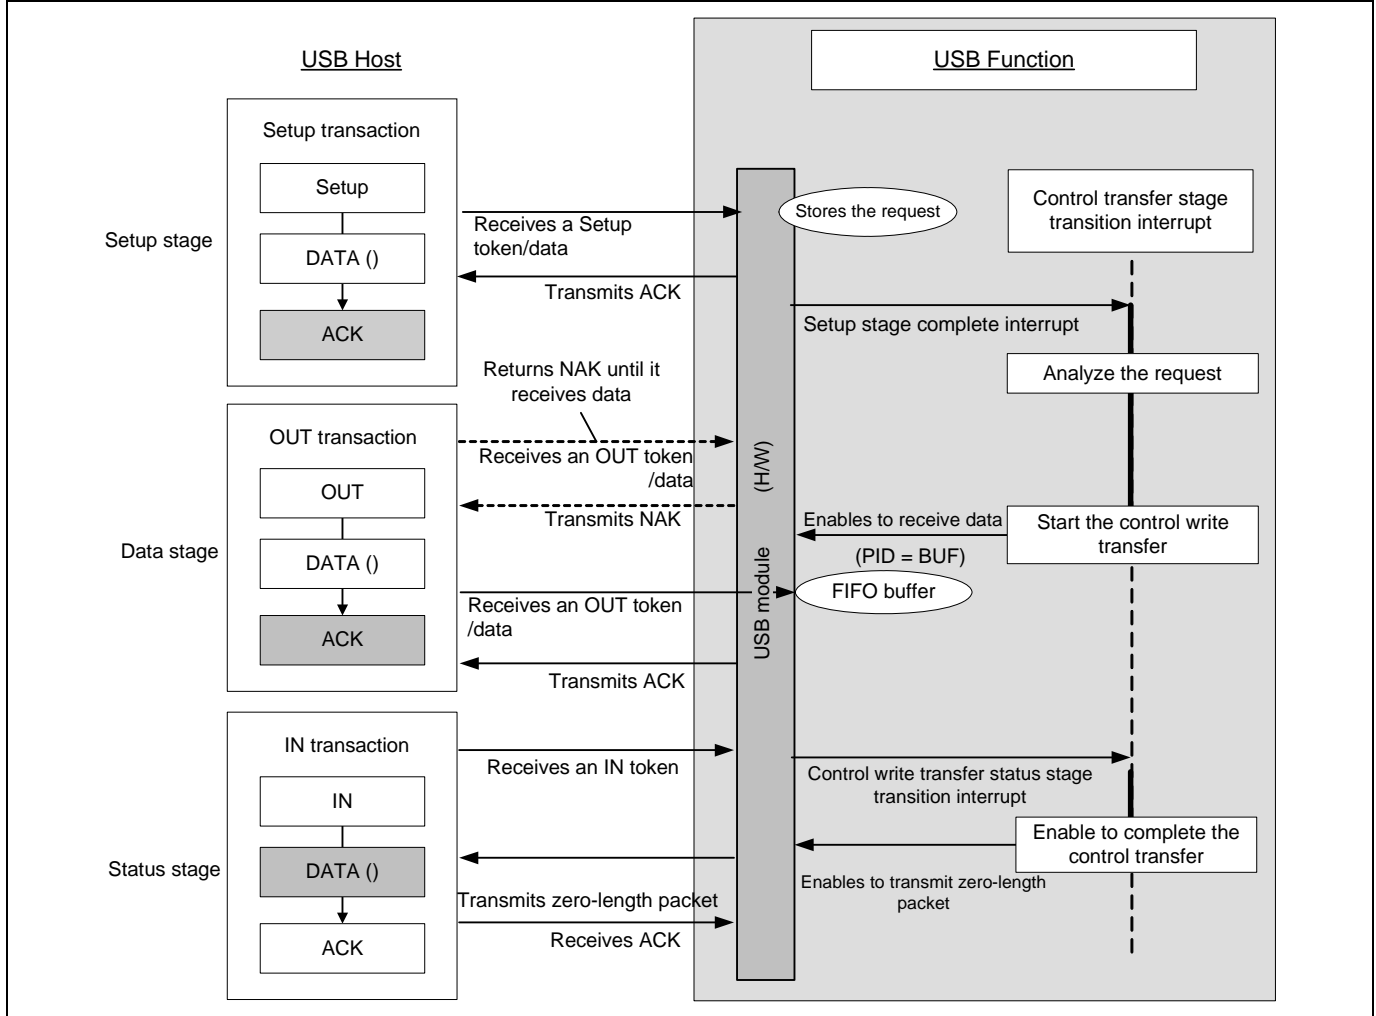 USB Host
USB Function
Setup transaction
Setup
DATA ()
ACK
Setup stage
Receives a Setup
token/data
Transmits ACK
Stores the request
Control transfer stage
transition interrupt
Setup stage complete interrupt
Analyze the request
Returns NAK until it
receives data
OUT transaction
OUT
DATA ()
ACK
Data stage
Receives an OUT token
/data
Transmits NAK
Enables to receive data
(PID = BUF)
Start the control write
transfer
FIFO buffer
Receives an OUT token
/data
Transmits ACK
USB module (H/W)
IN transaction
IN
DATA ()
ACK
Status stage
Receives an IN token
Control write transfer status stage
transition interrupt
Enable to complete the
control transfer
Enables to transmit zero-length
packet
Transmits zero-length packet
Receives ACK